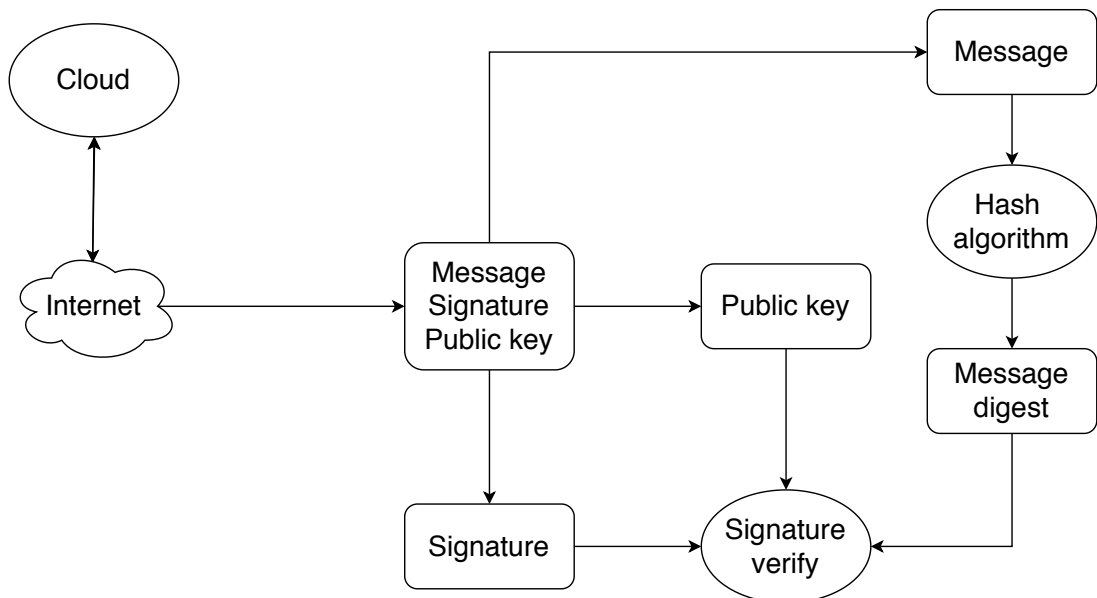 Cloud
Message
Hash
algorithm
Internet
Message
Signature
Public key
Public key
Message
digest
Signature
Signature
verify